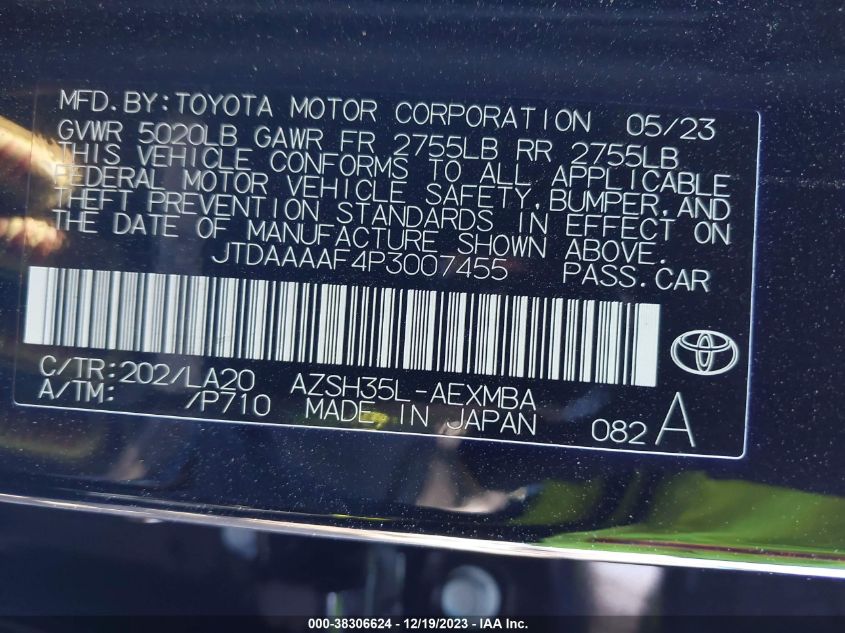 MFD.BY:TOYOTA MOTOR CORPORATION 05/23
GVWR 5020LB GAWR FR 2755LB RR 2755LB
THIS VEHICLE CONFORMS TO ALL APPLICABLE
FEDERAL MOTOR VEHICLE SAFETY,BUMPER,AND
THEFT PREVENTION STANDARDS IN EFFECT ON
THE DATE OF MANUFACTURE SHOWN ABOVE.
JTDAAAAF4P3007455 PASS.CAR
C/TR:202/LA20 AZSH35L-AEXMBA
A/TM: /P710 MADE IN JAPAN 082 A
000-38306624 / 12/19/2023 - IAA Inc.